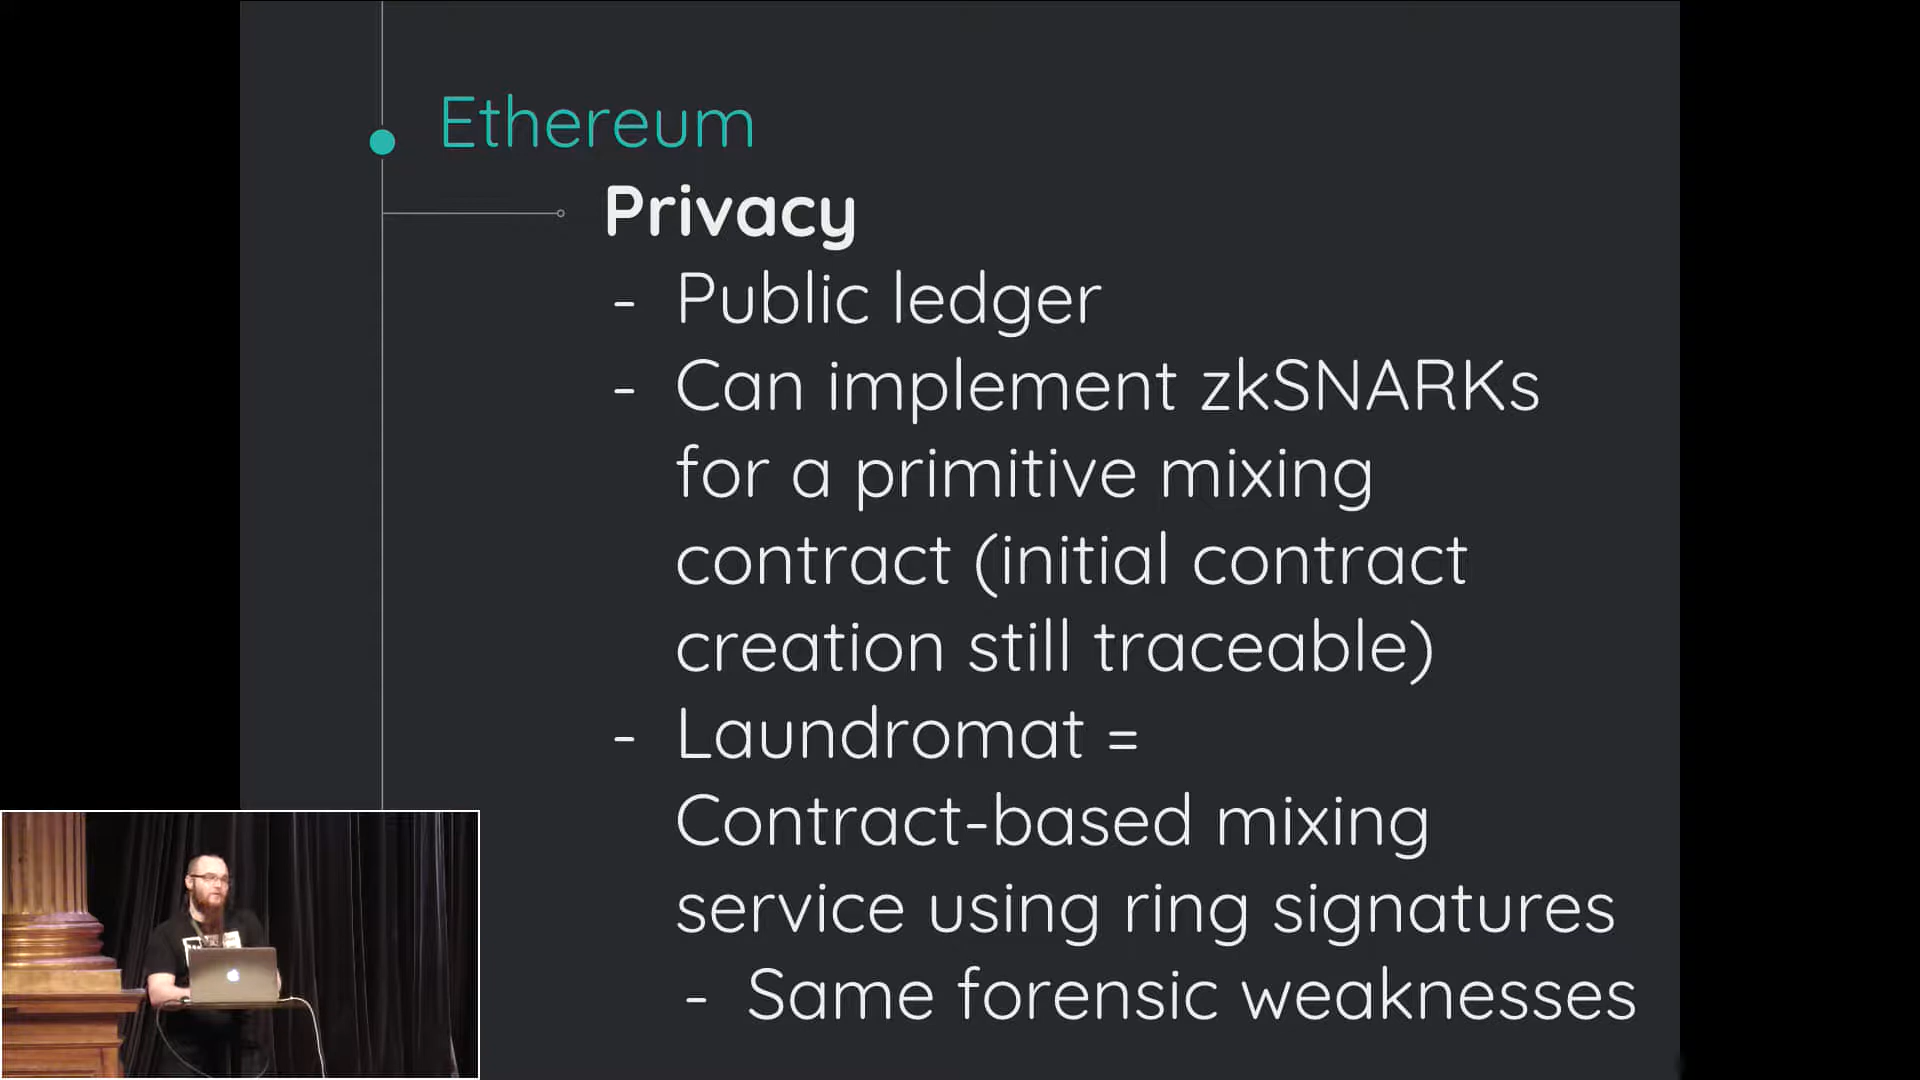 Ethereum
Privacy
- Public ledger
- Can implement zkSNARKs
for a primitive mixing
contract (initial contract
creation still traceable)
- Laundromat =
Contract-based mixing
service using ring signatures
- Same forensic weaknesses